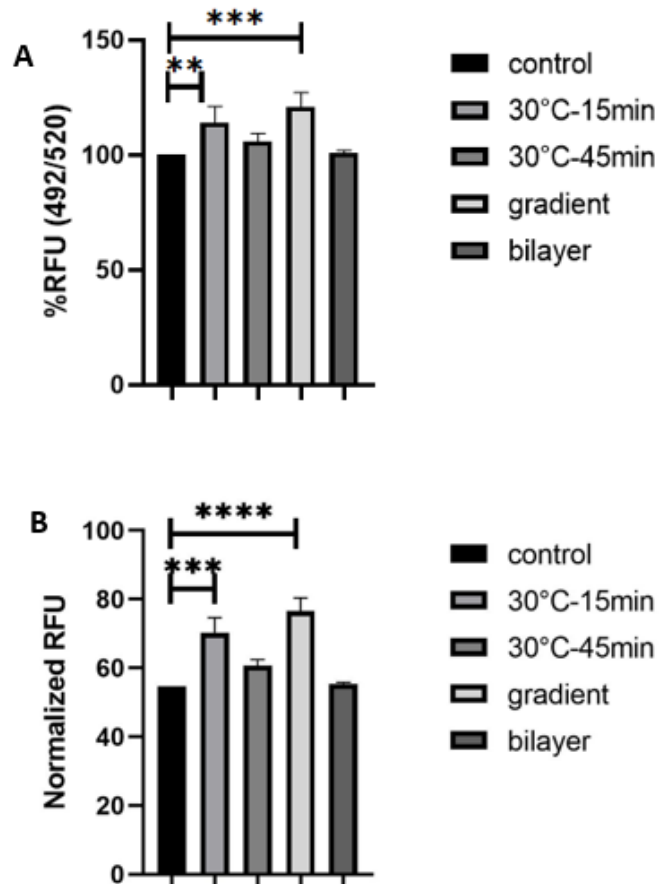 A
%RFU (492/520)
150
100
50
0
***
**
control
30°C-15min
30°C-45min
gradient
bilayer
B
Normalized RFU
100
80
60
40
20
0
****
***
control
30°C-15min
30°C-45min
gradient
bilayer